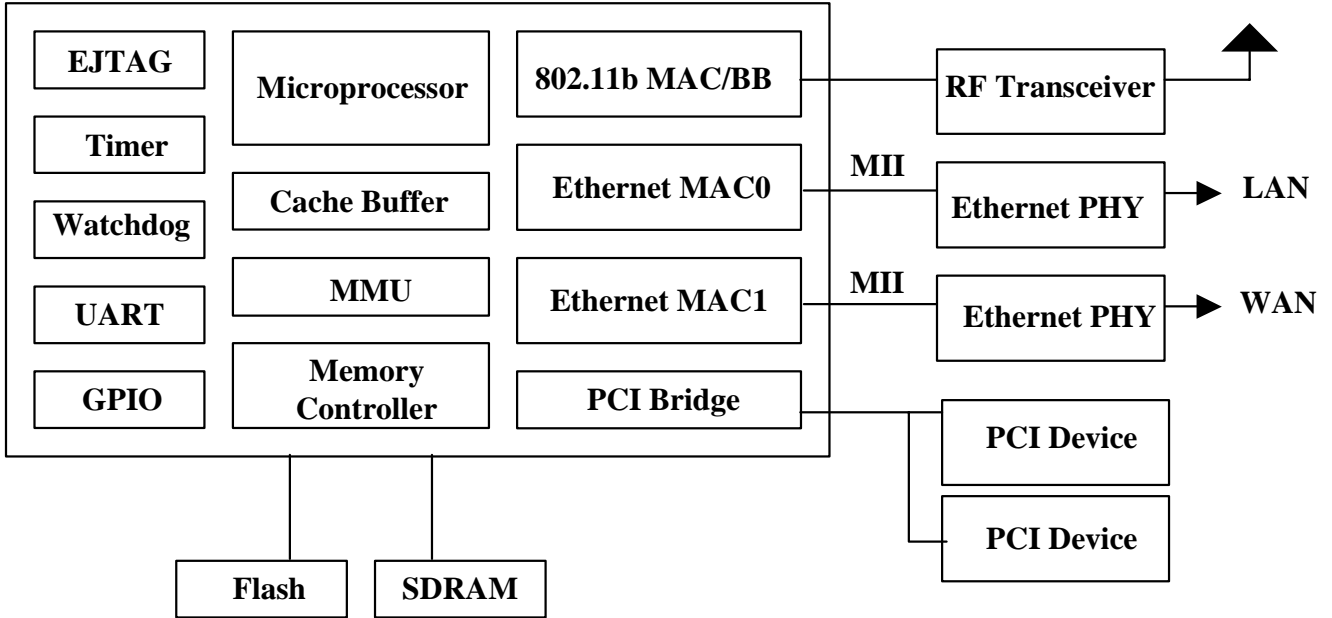 EJTAG
Timer
Watchdog
UART
GPIO
Microprocessor
Cache Buffer
MMU
Memory
Controller
802.11b MAC/BB
Ethernet MAC0
Ethernet MAC1
PCI Bridge
MII
MII
RF Transceiver
Ethernet PHY
LAN
Ethernet PHY
WAN
PCI Device
PCI Device
Flash
SDRAM